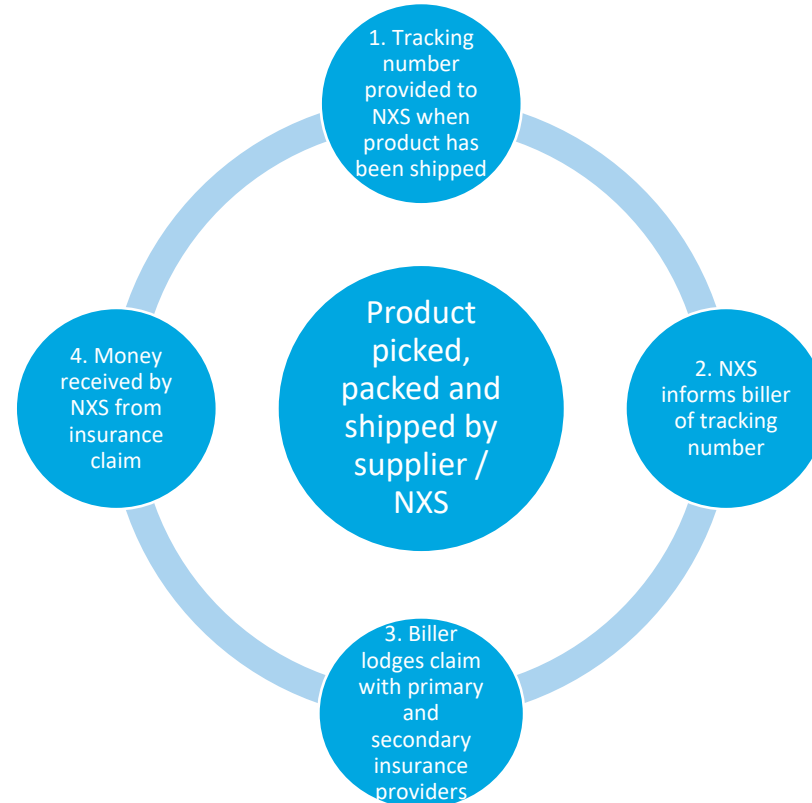 1. Tracking
number
provided to
NXS when
product has
been shipped
Product
picked,
packed and
shipped by
supplier /
NXS
2. NXS
informs biller
of tracking
number
3. Biller
lodges claim
with primary
and
secondary
insurance
providers
4. Money
received by
NXS from
insurance
claim